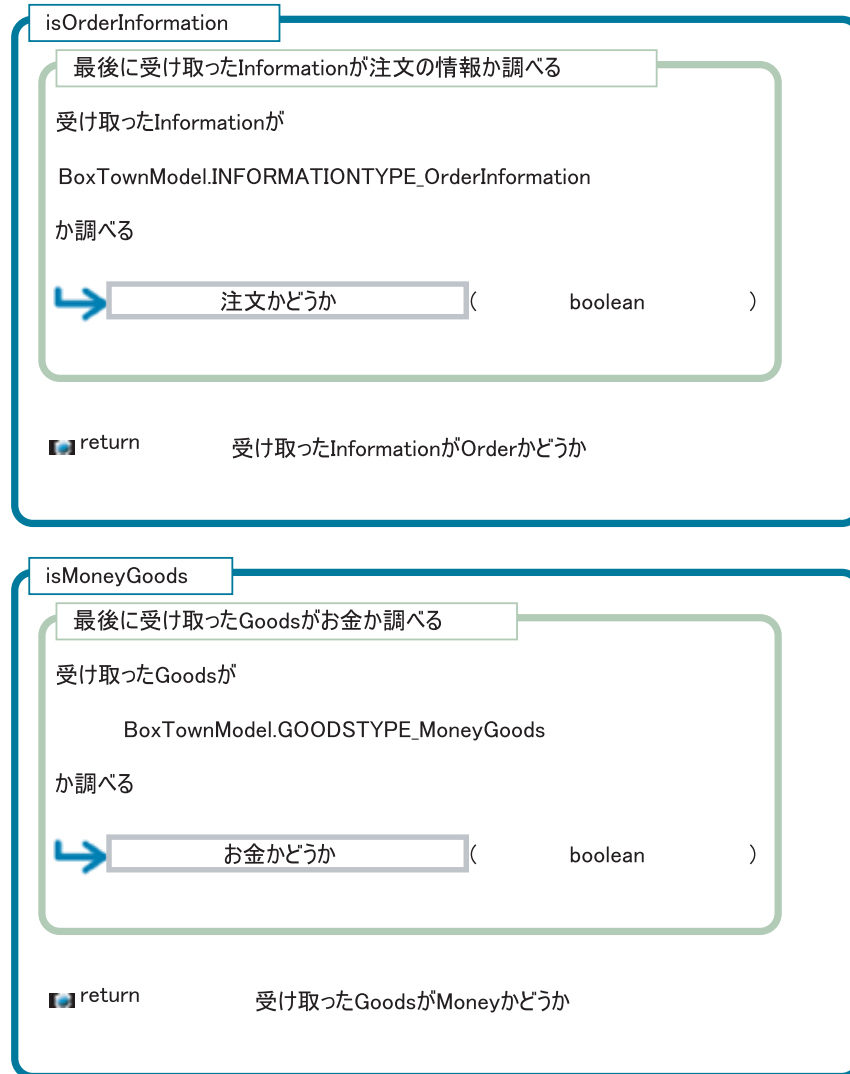 isOrderInformation
最後に受け取ったInformationが注文の情報か調べる
受け取ったInformationが
BoxTownModel.INFORMATIONTYPE_OrderInformation
か調べる
注文かどうか ( boolean )
return 受け取ったInformationがOrderかどうか
isMoneyGoods
最後に受け取ったGoodsがお金か調べる
受け取ったGoodsが
BoxTownModel.GOODSTYPE_MoneyGoods
か調べる
お金かどうか ( boolean )
return 受け取ったGoodsがMoneyかどうか